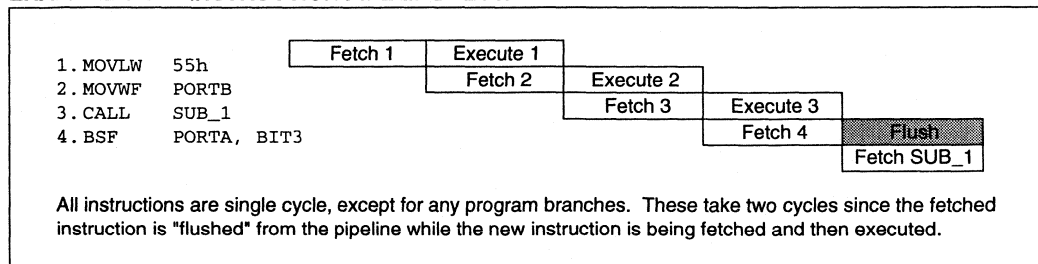 Fetch 1 Execute 1
1. MOVLW 55h
Fetch 2 Execute 2
2. MOVWF PORTB
3. CALL SUB_1 Fetch 3 Execute 3
4. BSF PORTA, BIT3 Fetch 4 Flush
Fetch SUB_1
All instructions are single cycle, except for any program branches. These take two cycles since the fetched
instruction is "flushed" from the pipeline while the new instruction is being fetched and then executed.